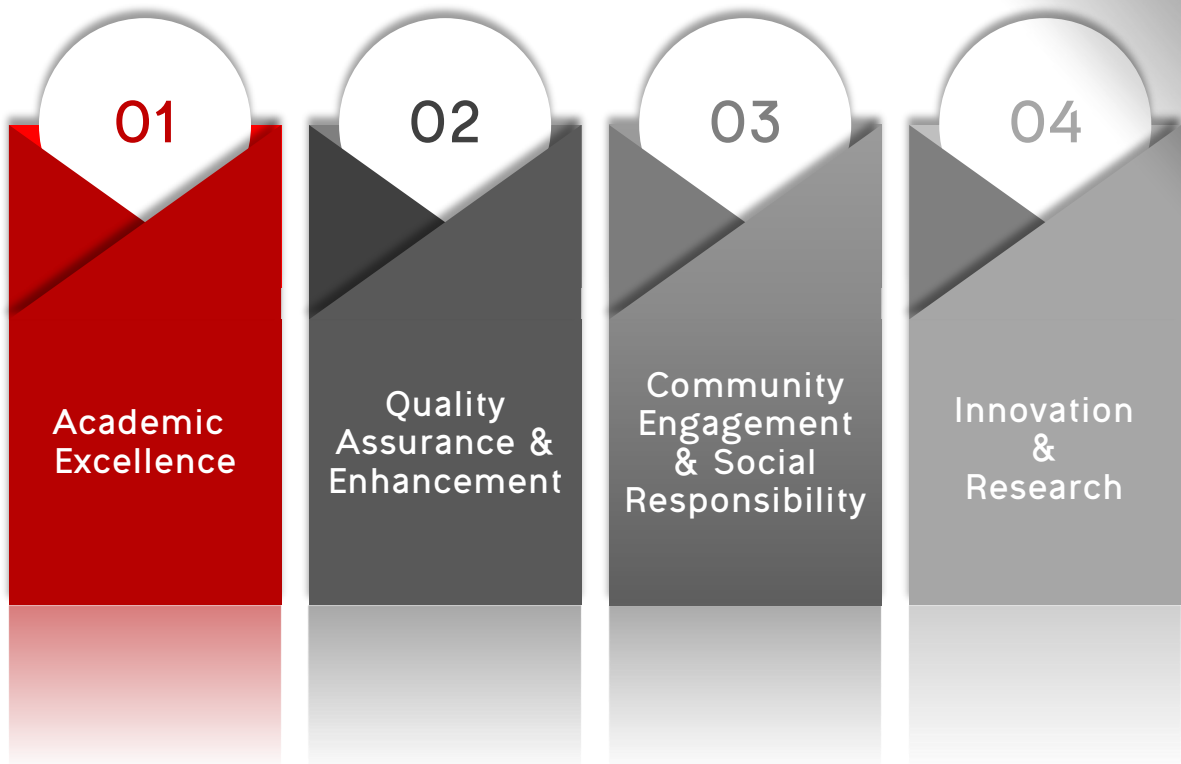 01
Academic
Excellence
02
Quality
Assurance &
Enhancement
03
Community
Engagement
& Social
Responsibility
04
Innovation
&
Research